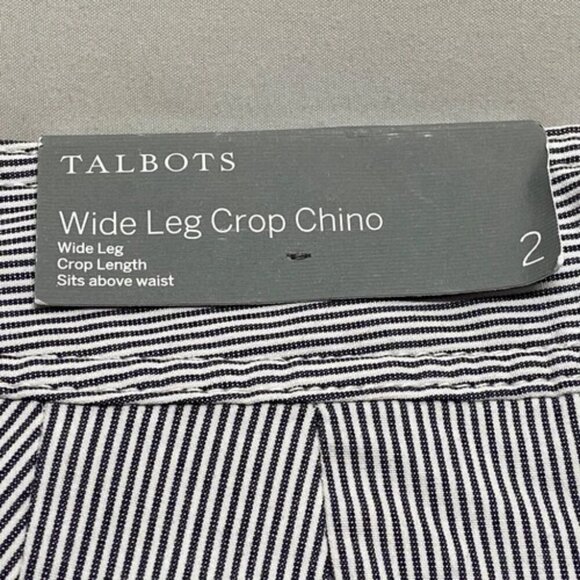 TALBOTS
Wide Leg Crop Chino
Wide Leg
Crop Length
Sits above waist
2